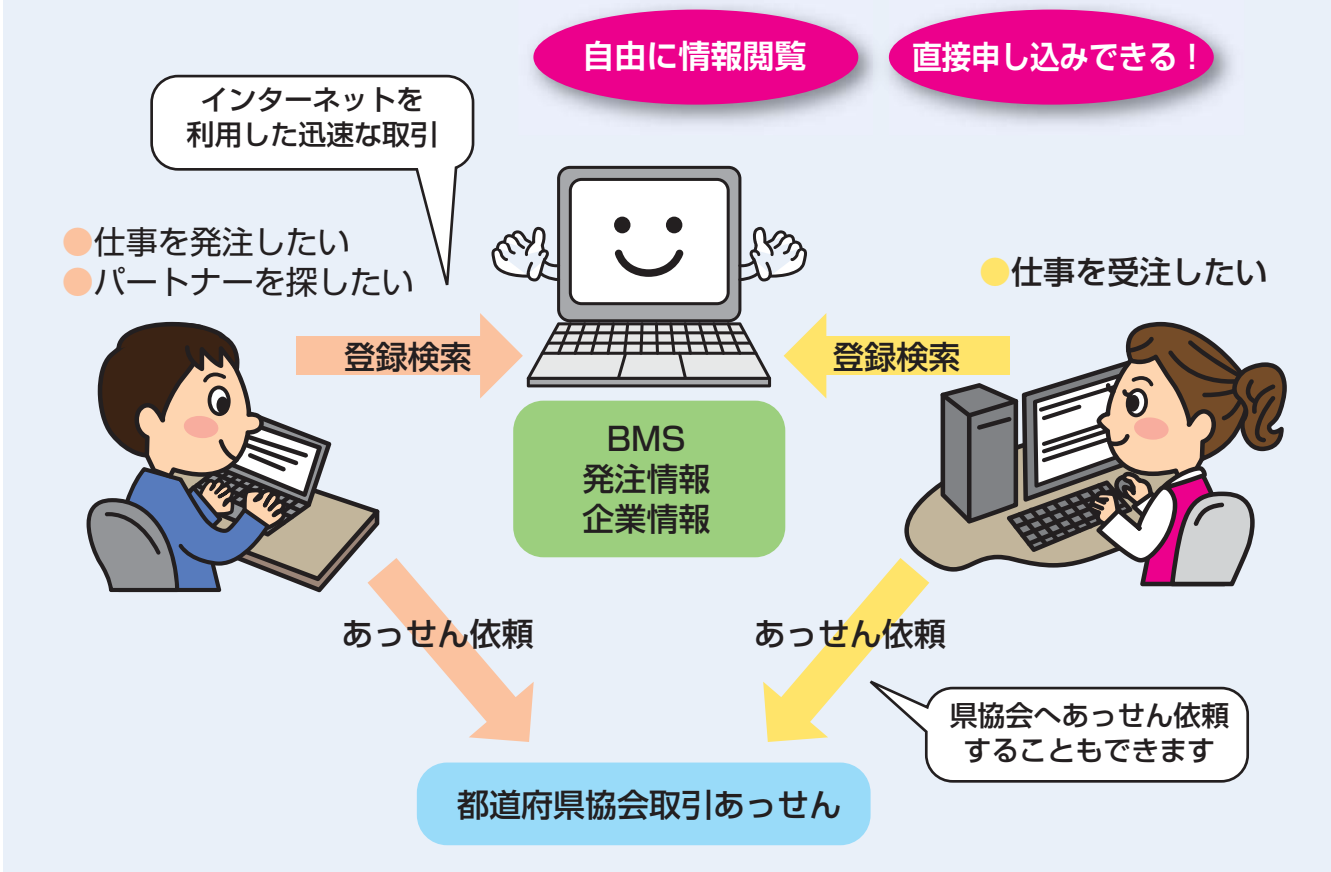 自由に情報閲覧
直接申し込みできる！
インターネットを
利用した迅速な取引
●仕事を発注したい
●パートナーを探したい
●仕事を受注したい
登録検索
登録検索
BMS
発注情報
企業情報
あっせん依頼
あっせん依頼
県協会へあっせん依頼
することもできます
都道府県協会取引あっせん